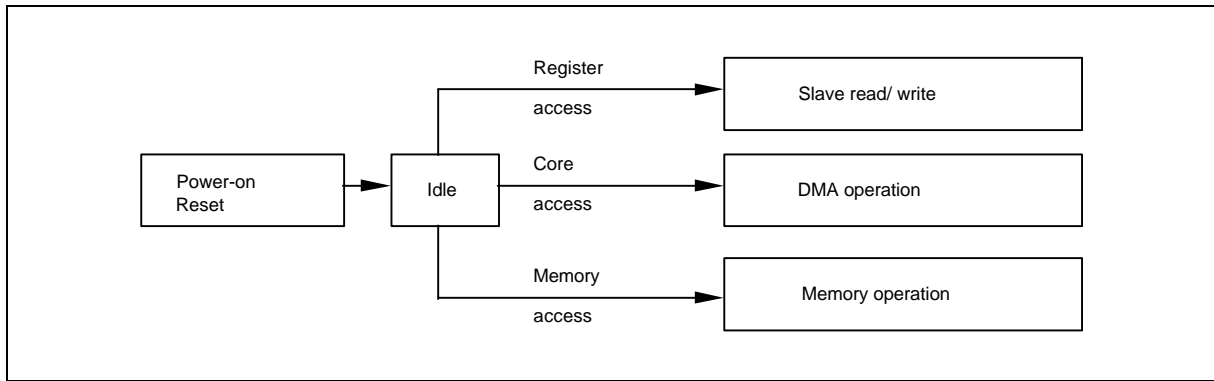 Register
access
Slave read/ write
Power-on
Reset
Idle
Core
access
DMA operation
Memory
access
Memory operation